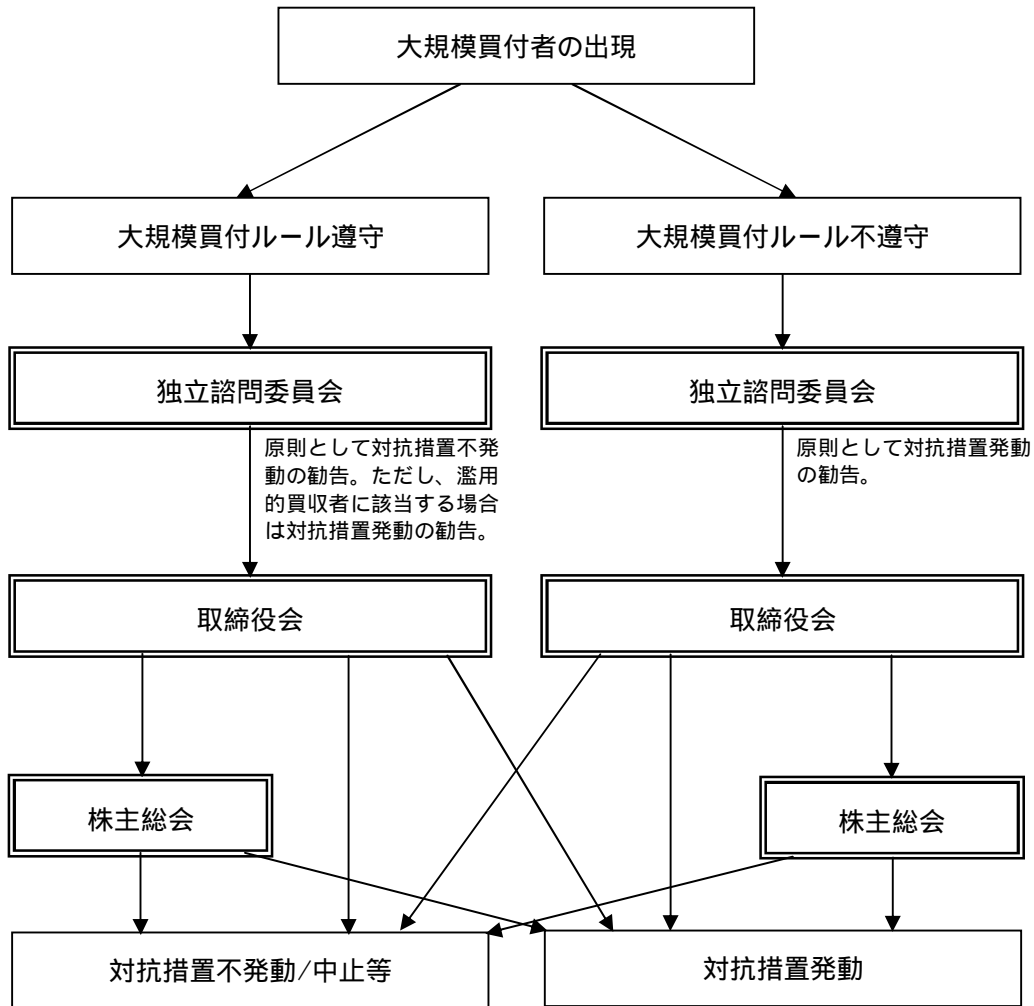 大規模買付者の出現
大規模買付ルール遵守
大規模買付ルール不遵守
独立諮問委員会
独立諮問委員会
原則として対抗措置不発
動の勧告。ただし、濫用
的買収者に該当する場合
は対抗措置発動の勧告。
原則として対抗措置発動
の勧告。
取締役会
取締役会
株主総会
株主総会
対抗措置不発動/中止等
対抗措置発動